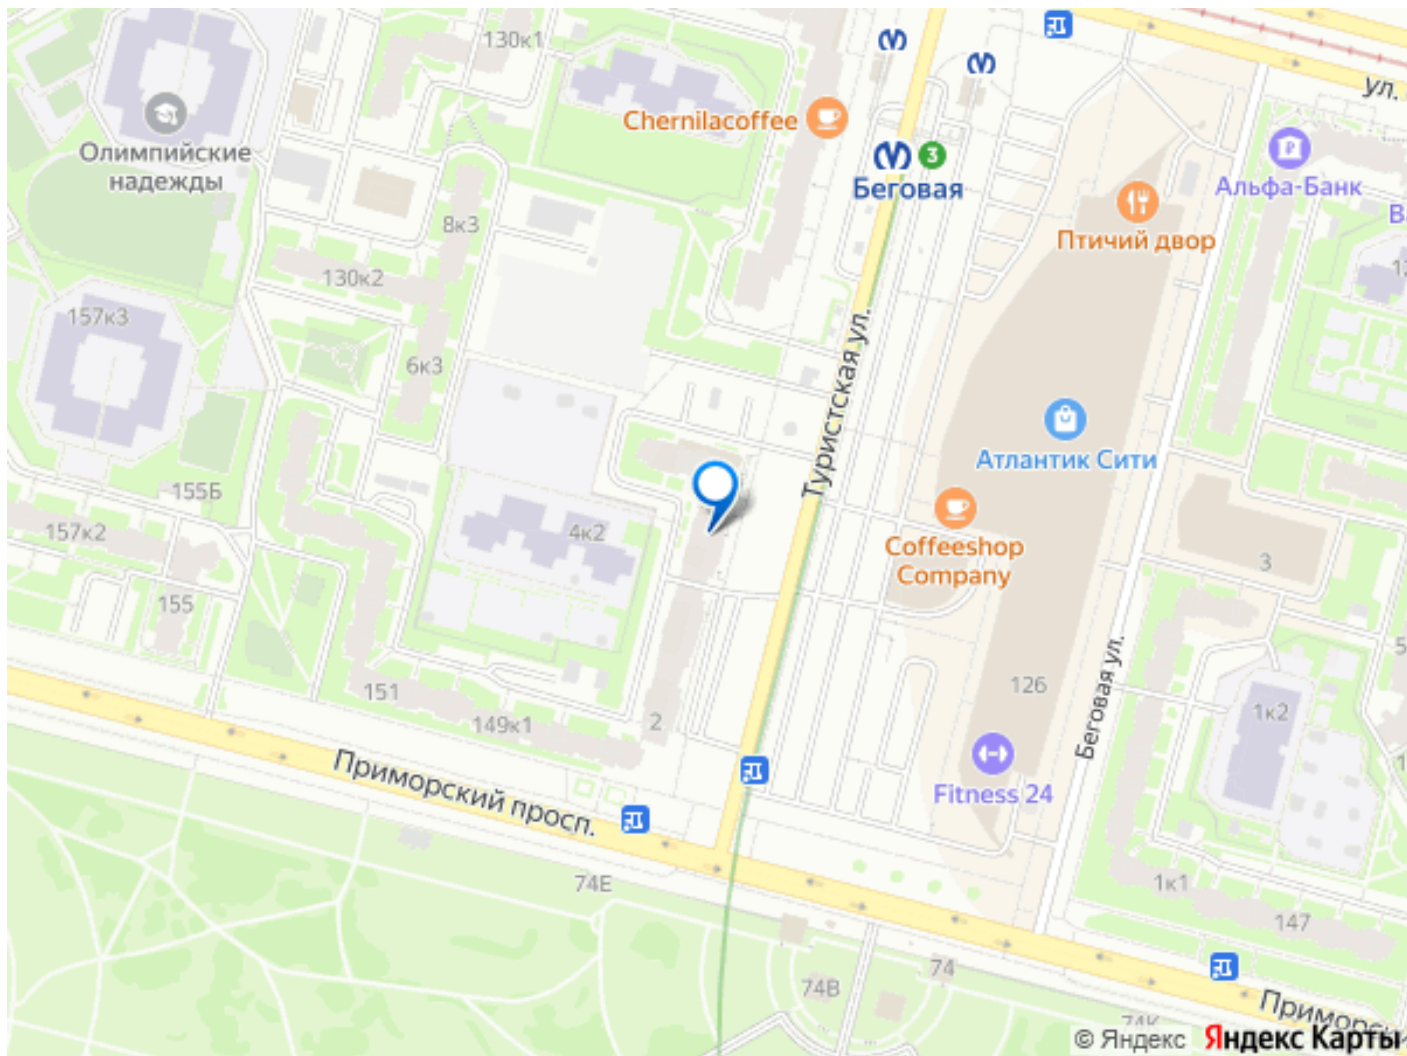 130к1
ул.
Chernilacoffee
3
Беговая
Олимпийские
надежды
Альфа-Банк
8к3
Птичий двор
130к2
157к3
6к3
Туристская ул.
Атлантик Сити
155Б
157к2
4к2
Coffeeshop
Company
3
155
126
151
149к1
2
Беговая ул.
1к2
Приморский просп.
Fitness 24
74Е
1к1
147
74
74В
© Яндекс
Яндекс Карты